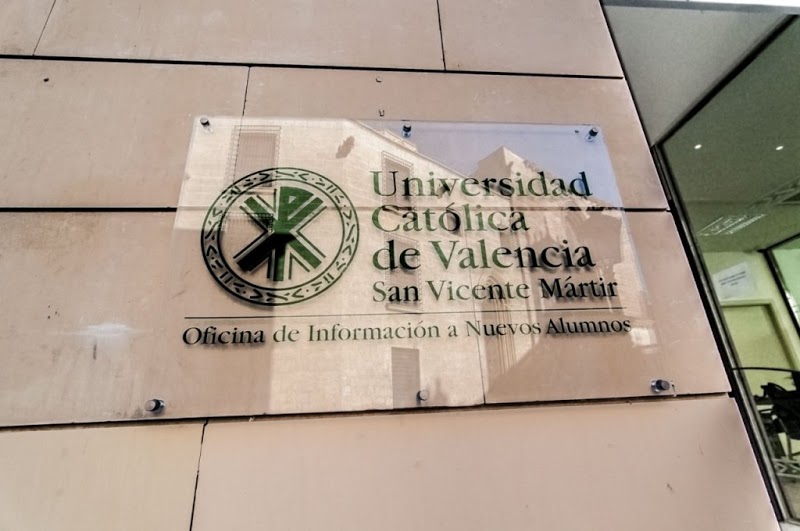 Universidad
Católica
de Valencia
San Vicente Mártir
Oficina de Información a Nuevos Alumnos